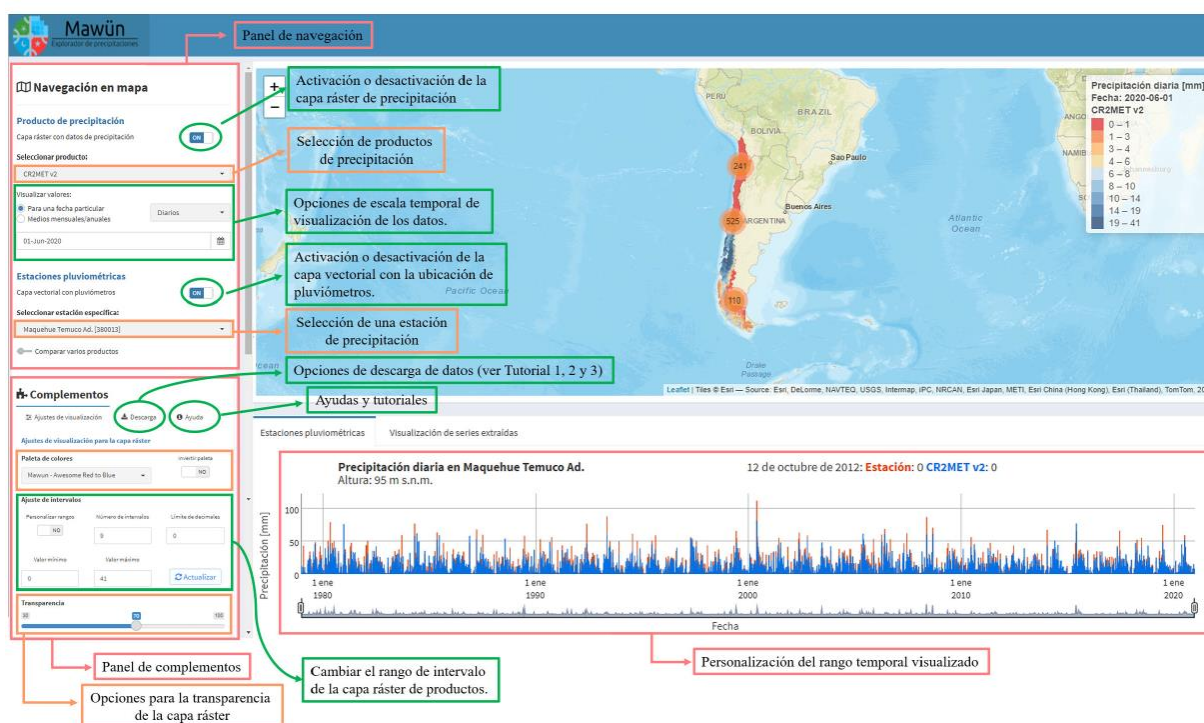 Mawün
Explorador de precipitaciones
Panel de navegación
Navegación en mapa
Producto de precipitación
Capa ráster con datos de precipitación
ON
Seleccionar producto:
CR2MET v2
Visualizar valores:
Para una fecha particular
Medios mensuales/anuales
Diarios
01-Jun-2020
Estaciones pluviométricas
Capa vectorial con pluviómetros
ON
Seleccionar estación específica:
Maquehue Temuco Ad. [380013]
Comparar varios productos
Activación o desactivación de la
capa ráster de precipitación
Selección de productos
de precipitación
Opciones de escala temporal de
visualización de los datos.
Activación o desactivación de la
capa vectorial con la ubicación de
pluviómetros.
Selección de una estación
de precipitación
Opciones de descarga de datos (ver Tutorial 1, 2 y 3)
Ayudas y tutoriales
+
−
PERU
BRAZIL
BOLIVIA
Sao Paulo
241
525
ARGENTINA
Buenos Aires
110
Atlantic
Ocean
Pacific Ocean
Drake
Passage
Precipitación diaria [mm]
Fecha: 2020-06-01
CR2MET v2
0 – 1
1 – 3
3 – 4
4 – 6
6 – 8
8 – 10
10 – 14
14 – 19
19 – 41
Leaflet | Tiles © Esri — Source: Esri, DeLorme, NAVTEQ, USGS, Intermap, iPC, NRCAN, Esri Japan, METI, Esri China (Hong Kong), Esri (Thailand), TomTom, 20
Complementos
Ajustes de visualización
Descarga
Ayuda
Ajustes de visualización para la capa ráster
Paleta de colores
Invertir paleta
Mawun - Awesome Red to Blue
NO
Ajuste de intervalos
Personalizar rangos
Número de intervalos
Límite de decimales
NO
9
0
Valor mínimo
Valor máximo
0
41
Actualizar
Transparencia
70
100
Estaciones pluviométricas
Visualización de series extraídas
Precipitación diaria en Maquehue Temuco Ad.
Altura: 95 m s.n.m.
12 de octubre de 2012: Estación: 0 CR2MET v2: 0
Precipitación [mm]
100
50
0
1 ene
1980
1 ene
1990
1 ene
2000
1 ene
2010
1 ene
2020
Fecha
Panel de complementos
Opciones para la transparencia
de la capa ráster
Cambiar el rango de intervalo
de la capa ráster de productos.
Personalización del rango temporal visualizado